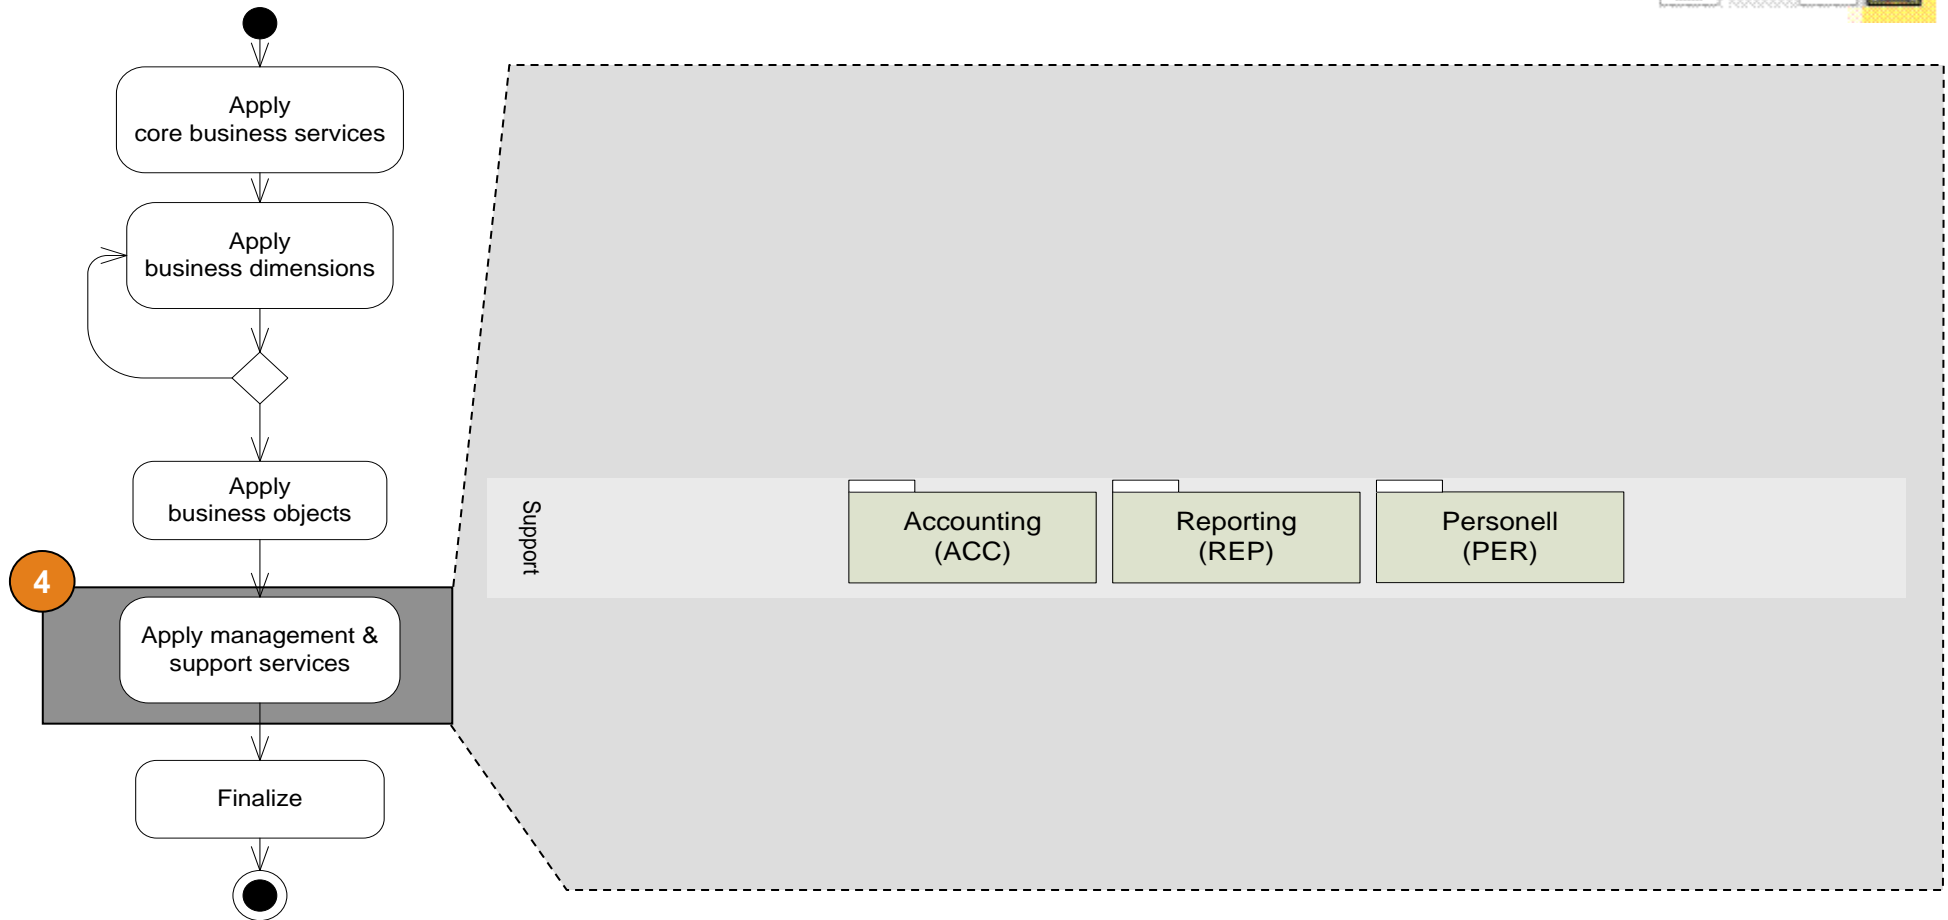 Apply
core business services
Apply
business dimensions
Apply
business objects
4
Apply management &
support services
Finalize
Support
Accounting
(ACC)
Reporting
(REP)
Personell
(PER)